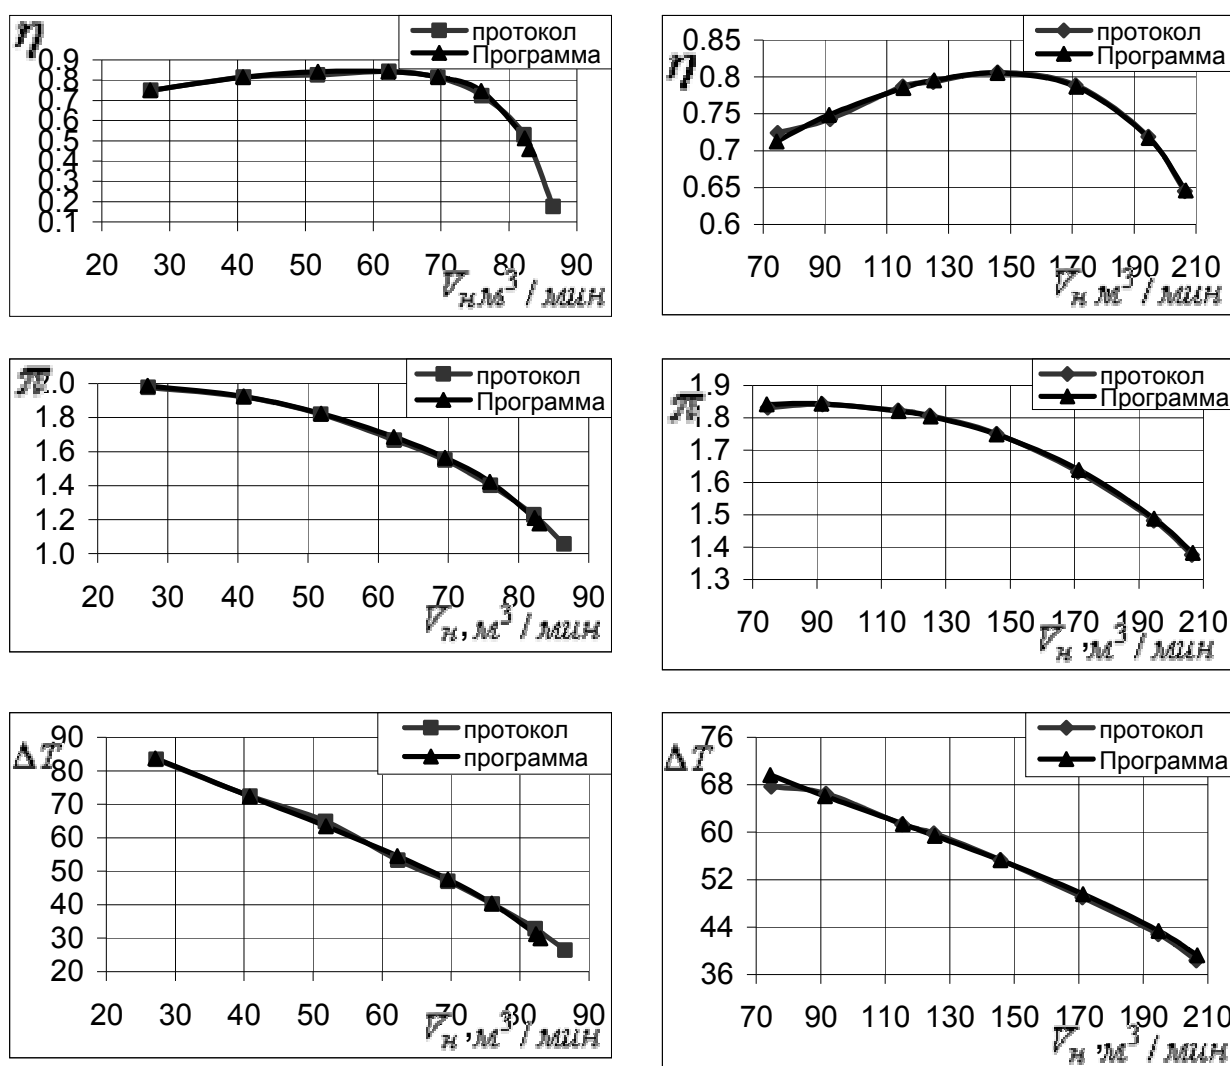 η
протокол
Программа
0.9
0.8
0.7
0.6
0.5
0.4
0.3
0.2
0.1
20 30 40 50 60 70 80 90
V̅н м³/мин
η
протокол
Программа
0.85
0.8
0.75
0.7
0.65
0.6
70 90 110 130 150 170 190 210
V̅н м³/мин
π
протокол
Программа
2.0
1.8
1.6
1.4
1.2
1.0
20 30 40 50 60 70 80 90
V̅н, м³/мин
π
протокол
Программа
1.9
1.8
1.7
1.6
1.5
1.4
1.3
70 90 110 130 150 170 190 210
V̅н, м³/мин
ΔT
протокол
программа
90
80
70
60
50
40
30
20
20 30 40 50 60 70 80 90
V̅н, м³/мин
ΔT
протокол
Программа
76
68
60
52
44
36
70 90 110 130 150 170 190 210
V̅н, м³/мин